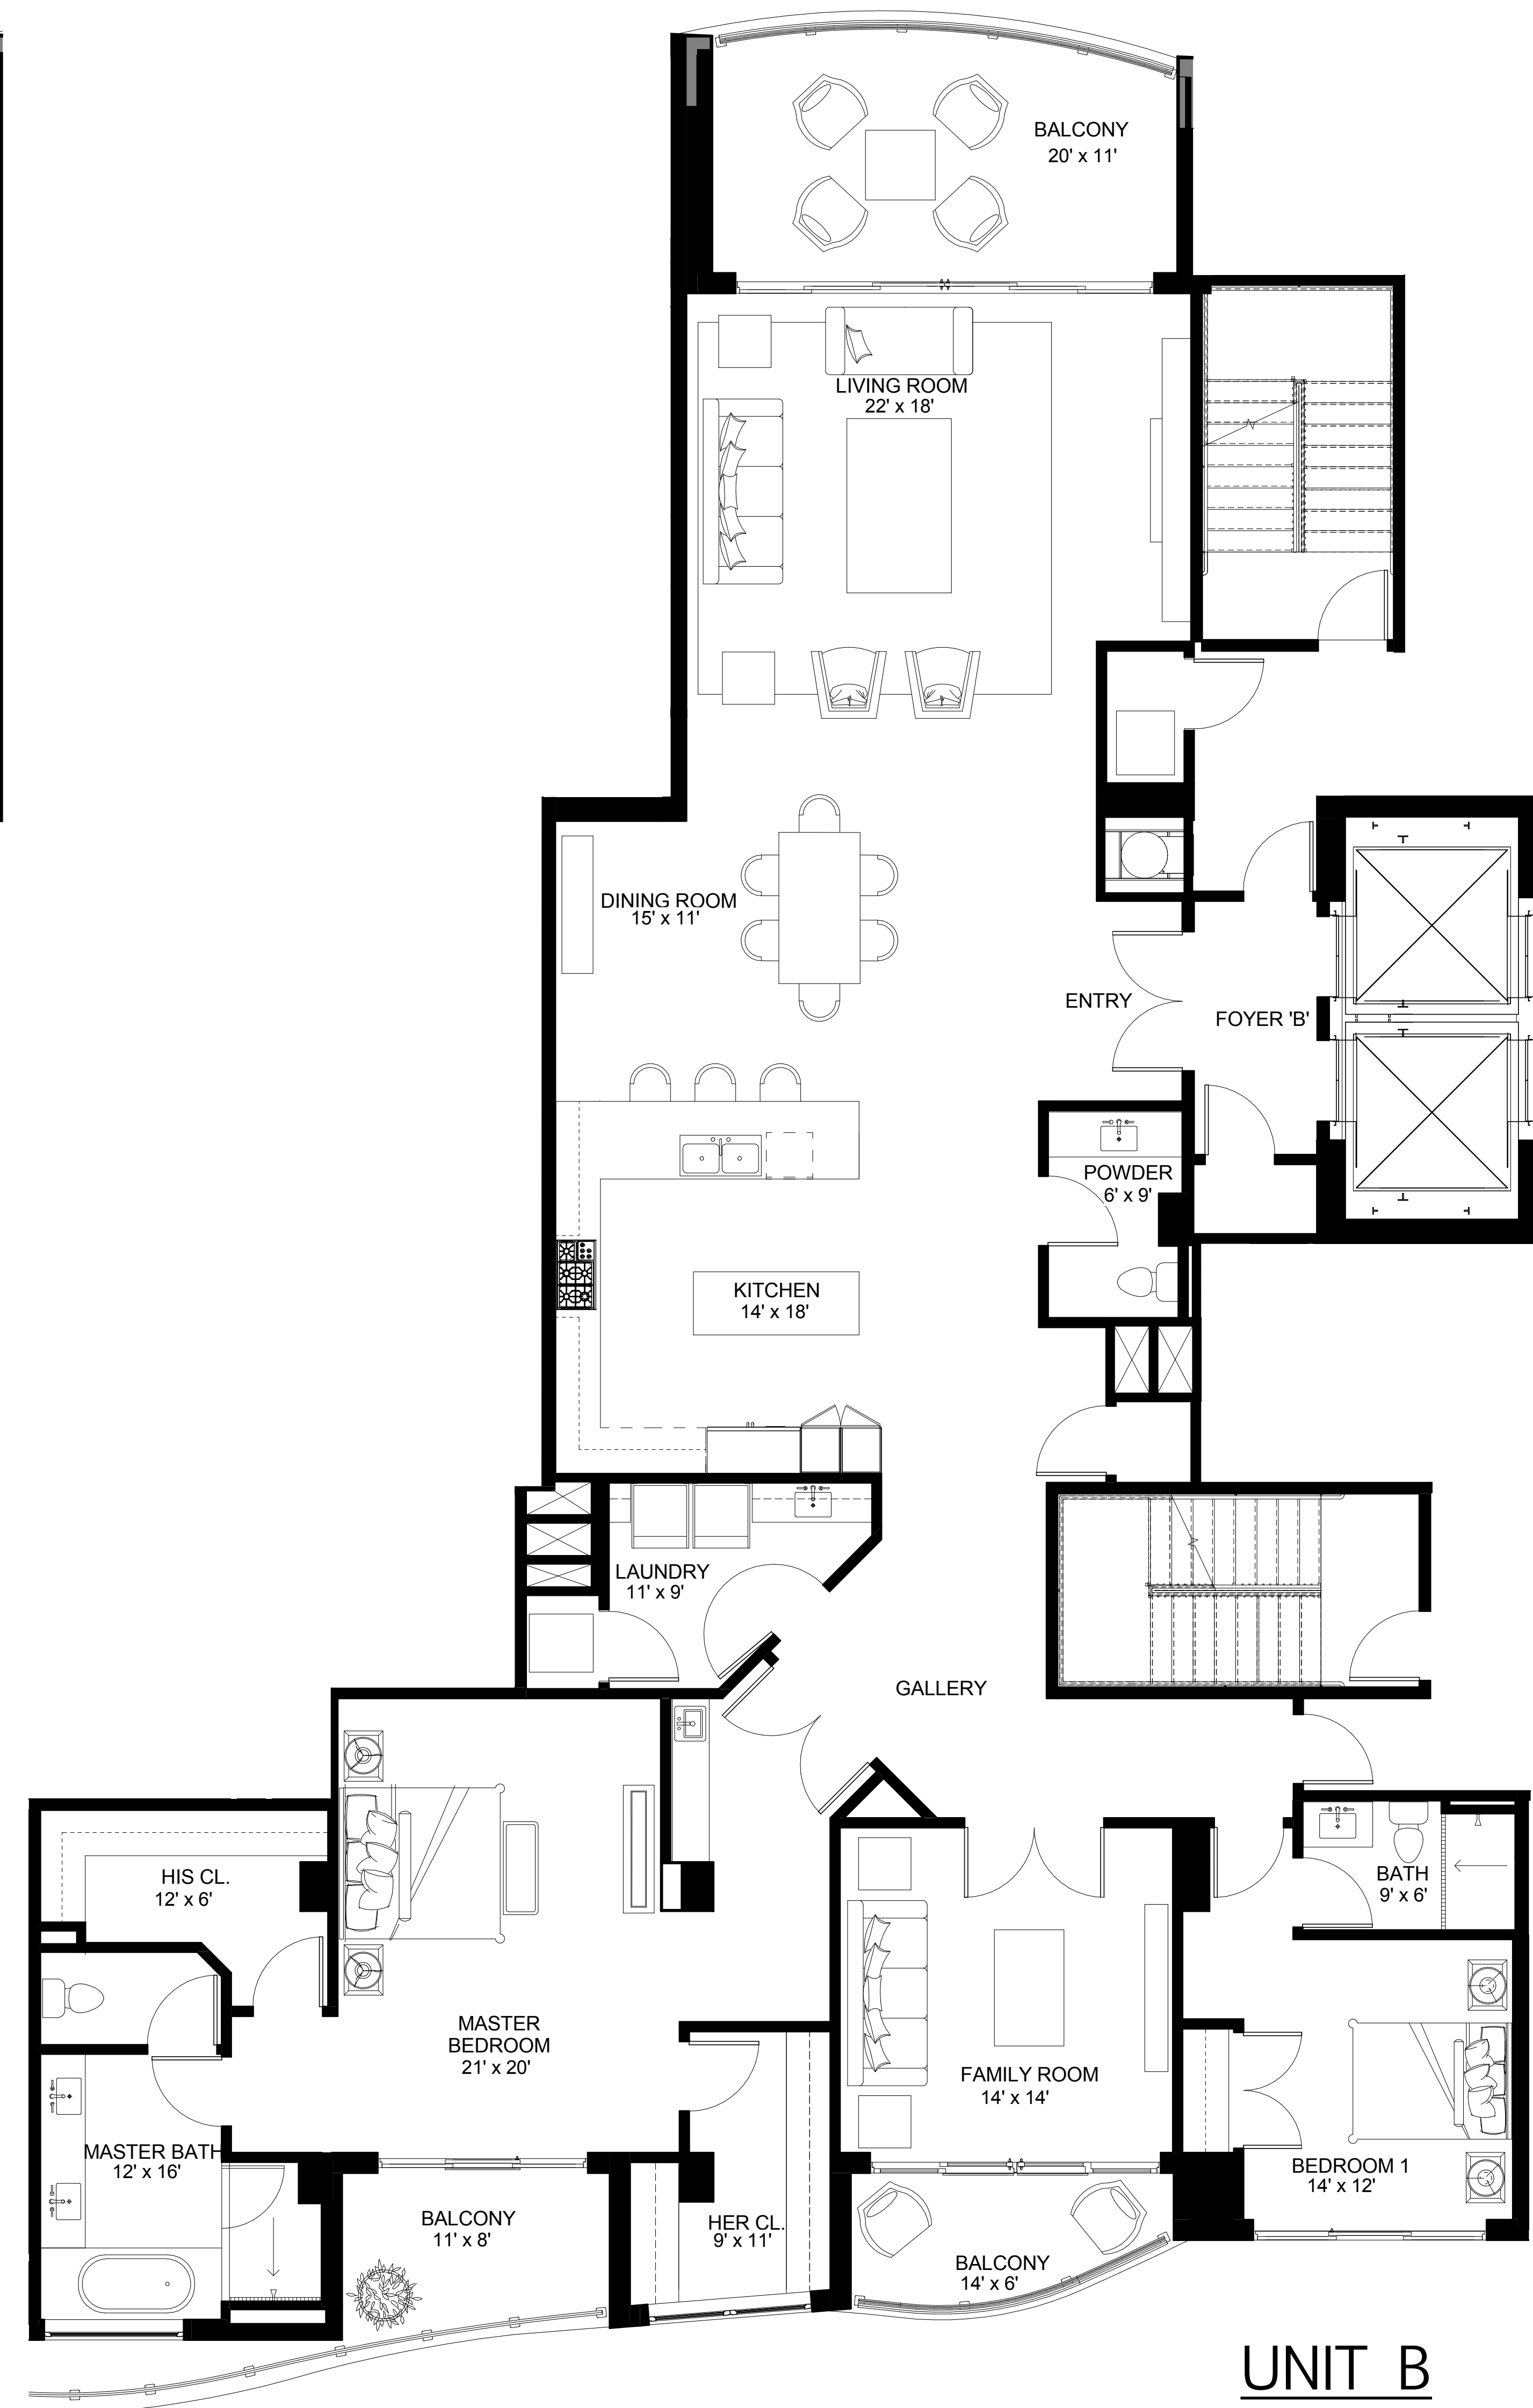 BALCONY
20' x 11'
LIVING ROOM
22' x 18'
DINING ROOM
15' x 11'
ENTRY
FOYER 'B'
POWDER
6' x 9'
KITCHEN
14' x 18'
LAUNDRY
11' x 9'
GALLERY
HIS CL.
12' x 6'
BATH
9' x 6'
MASTER
BEDROOM
21' x 20'
FAMILY ROOM
14' x 14'
MASTER BATH
12' x 16'
BEDROOM 1
14' x 12'
BALCONY
11' x 8'
HER CL.
9' x 11'
BALCONY
14' x 6'
UNIT B